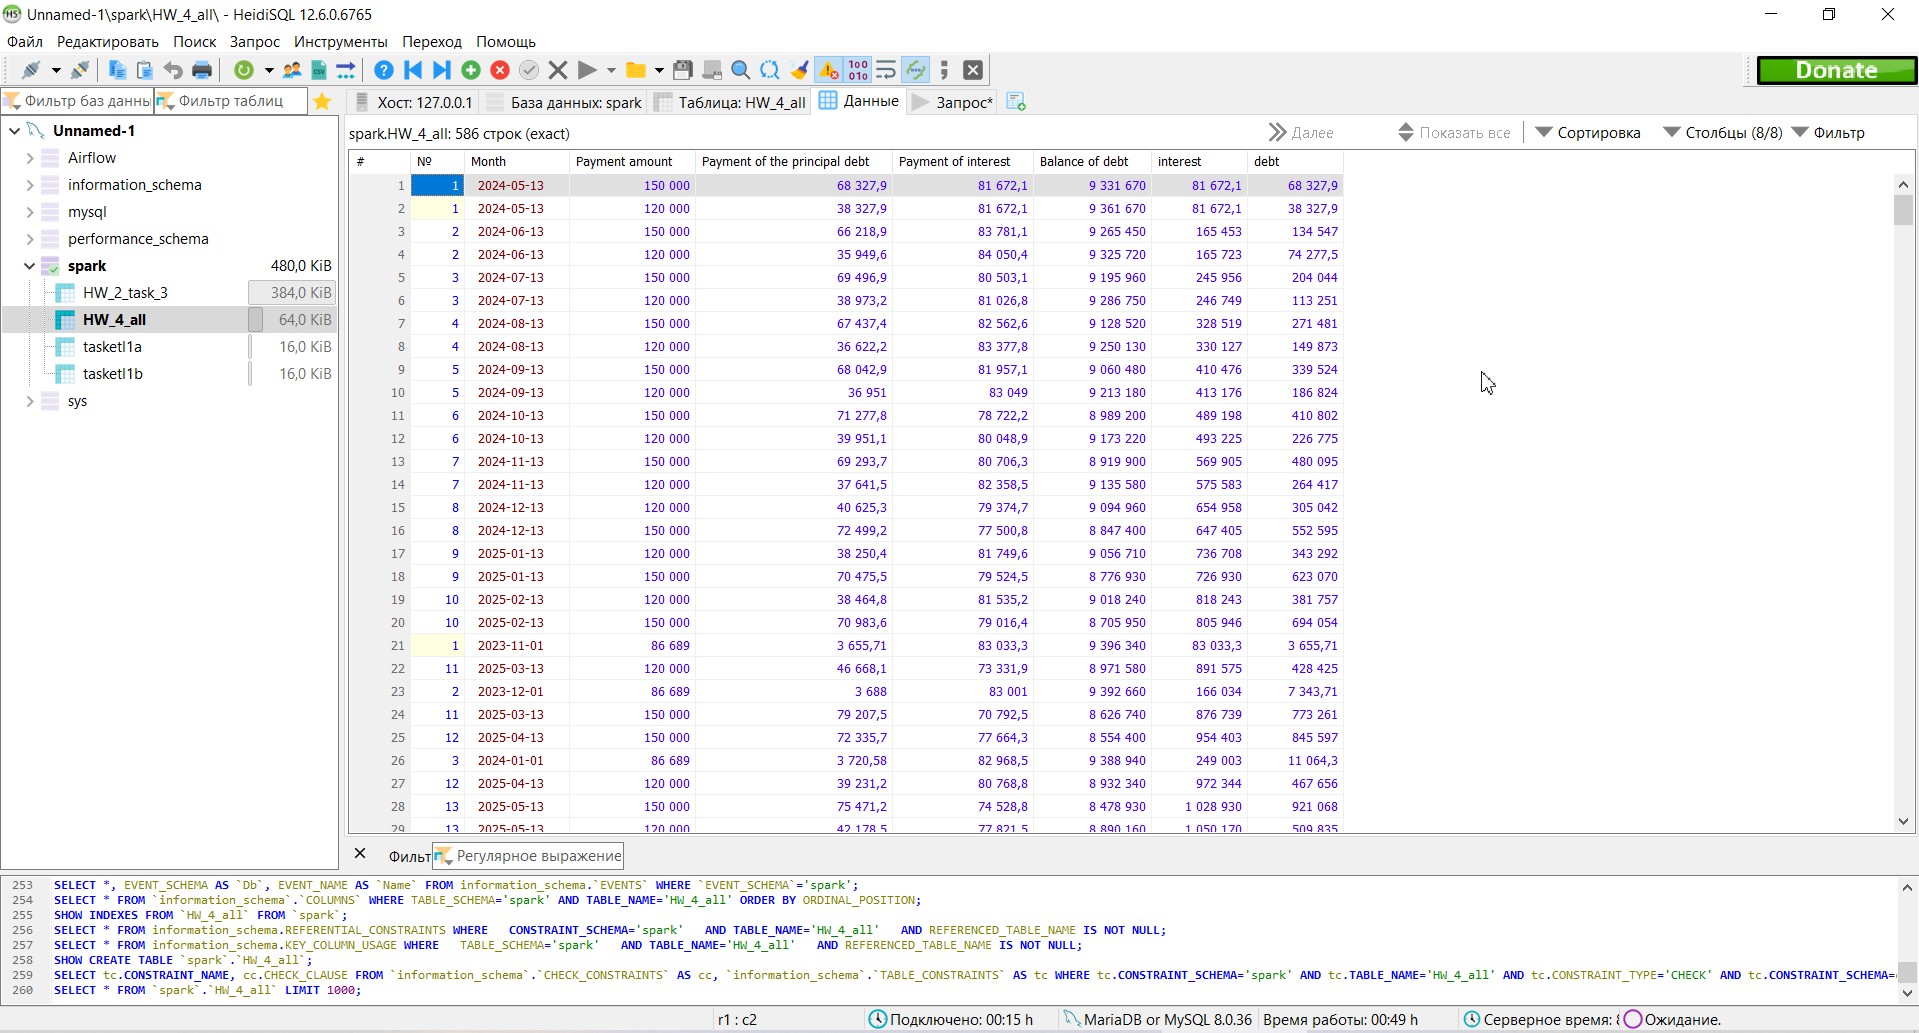 Unnamed-1\spark\HW_4_all\ - HeidiSQL 12.6.0.6765
Файл Редактировать Поиск Запрос Инструменты Переход Помощь
Donate
Фильтр баз данны Фильтр таблиц
Хост: 127.0.0.1 База данных: spark Таблица: HW_4_all Данные Запрос*
Unnamed-1
Airflow
information_schema
mysql
performance_schema
spark 480,0 KiB
HW_2_task_3 384,0 KiB
HW_4_all 64,0 KiB
tasketl1a 16,0 KiB
tasketl1b 16,0 KiB
sys
spark.HW_4_all: 586 строк (exact) Далее Показать все Сортировка Столбцы (8/8) Фильтр
# № Month Payment amount Payment of the principal debt Payment of interest Balance of debt interest debt
1 1 2024-05-13 150 000 68 327,9 81 672,1 9 331 670 81 672,1 68 327,9
2 1 2024-05-13 120 000 38 327,9 81 672,1 9 361 670 81 672,1 38 327,9
3 2 2024-06-13 150 000 66 218,9 83 781,1 9 265 450 165 453 134 547
4 2 2024-06-13 120 000 35 949,6 84 050,4 9 325 720 165 723 74 277,5
5 3 2024-07-13 150 000 69 496,9 80 503,1 9 195 960 245 956 204 044
6 3 2024-07-13 120 000 38 973,2 81 026,8 9 286 750 246 749 113 251
7 4 2024-08-13 150 000 67 437,4 82 562,6 9 128 520 328 519 271 481
8 4 2024-08-13 120 000 36 622,2 83 377,8 9 250 130 330 127 149 873
9 5 2024-09-13 150 000 68 042,9 81 957,1 9 060 480 410 476 339 524
10 5 2024-09-13 120 000 36 951 83 049 9 213 180 413 176 186 824
11 6 2024-10-13 150 000 71 277,8 78 722,2 8 989 200 489 198 410 802
12 6 2024-10-13 120 000 39 951,1 80 048,9 9 173 220 493 225 226 775
13 7 2024-11-13 150 000 69 293,7 80 706,3 8 919 900 569 905 480 095
14 7 2024-11-13 120 000 37 641,5 82 358,5 9 135 580 575 583 264 417
15 8 2024-12-13 120 000 40 625,3 79 374,7 9 094 960 654 958 305 042
16 8 2024-12-13 150 000 72 499,2 77 500,8 8 847 400 647 405 552 595
17 9 2025-01-13 120 000 38 250,4 81 749,6 9 056 710 736 708 343 292
18 9 2025-01-13 150 000 70 475,5 79 524,5 8 776 930 726 930 623 070
19 10 2025-02-13 120 000 38 464,8 81 535,2 9 018 240 818 243 381 757
20 10 2025-02-13 150 000 70 983,6 79 016,4 8 705 950 805 946 694 054
21 1 2023-11-01 86 689 3 655,71 83 033,3 9 396 340 83 033,3 3 655,71
22 11 2025-03-13 120 000 46 668,1 73 331,9 8 971 580 891 575 428 425
23 2 2023-12-01 86 689 3 688 83 001 9 392 660 166 034 7 343,71
24 11 2025-03-13 150 000 79 207,5 70 792,5 8 626 740 876 739 773 261
25 12 2025-04-13 150 000 72 335,7 77 664,3 8 554 400 954 403 845 597
26 3 2024-01-01 86 689 3 720,58 82 968,5 9 388 940 249 003 11 064,3
27 12 2025-04-13 120 000 39 231,2 80 768,8 8 932 340 972 344 467 656
28 13 2025-05-13 150 000 75 471,2 74 528,8 8 478 930 1 028 930 921 068
29 13 2025-05-13 120 000 42 178,5 77 821,5 8 890 160 1 050 170 509 835
Фильт Регулярное выражение
253 SELECT *, EVENT_SCHEMA AS `Db`, EVENT_NAME AS `Name` FROM information_schema.`EVENTS` WHERE `EVENT_SCHEMA`='spark';
254 SELECT * FROM `information_schema`.`COLUMNS` WHERE TABLE_SCHEMA='spark' AND TABLE_NAME='HW_4_all' ORDER BY ORDINAL_POSITION;
255 SHOW INDEXES FROM `HW_4_all` FROM `spark`;
256 SELECT * FROM information_schema.REFERENTIAL_CONSTRAINTS WHERE CONSTRAINT_SCHEMA='spark' AND TABLE_NAME='HW_4_all' AND REFERENCED_TABLE_NAME IS NOT NULL;
257 SELECT * FROM information_schema.KEY_COLUMN_USAGE WHERE TABLE_SCHEMA='spark' AND TABLE_NAME='HW_4_all' AND REFERENCED_TABLE_NAME IS NOT NULL;
258 SHOW CREATE TABLE `spark`.`HW_4_all`;
259 SELECT tc.CONSTRAINT_NAME, cc.CHECK_CLAUSE FROM `information_schema`.`CHECK_CONSTRAINTS` AS cc, `information_schema`.`TABLE_CONSTRAINTS` AS tc WHERE tc.CONSTRAINT_SCHEMA='spark' AND tc.TABLE_NAME='HW_4_all' AND tc.CONSTRAINT_TYPE='CHECK' AND tc.CONSTRAINT_SCHEMA=
260 SELECT * FROM `spark`.`HW_4_all` LIMIT 1000;
r1 : c2 Подключено: 00:15 h MariaDB or MySQL 8.0.36 Время работы: 00:49 h Серверное время: Ожидание.